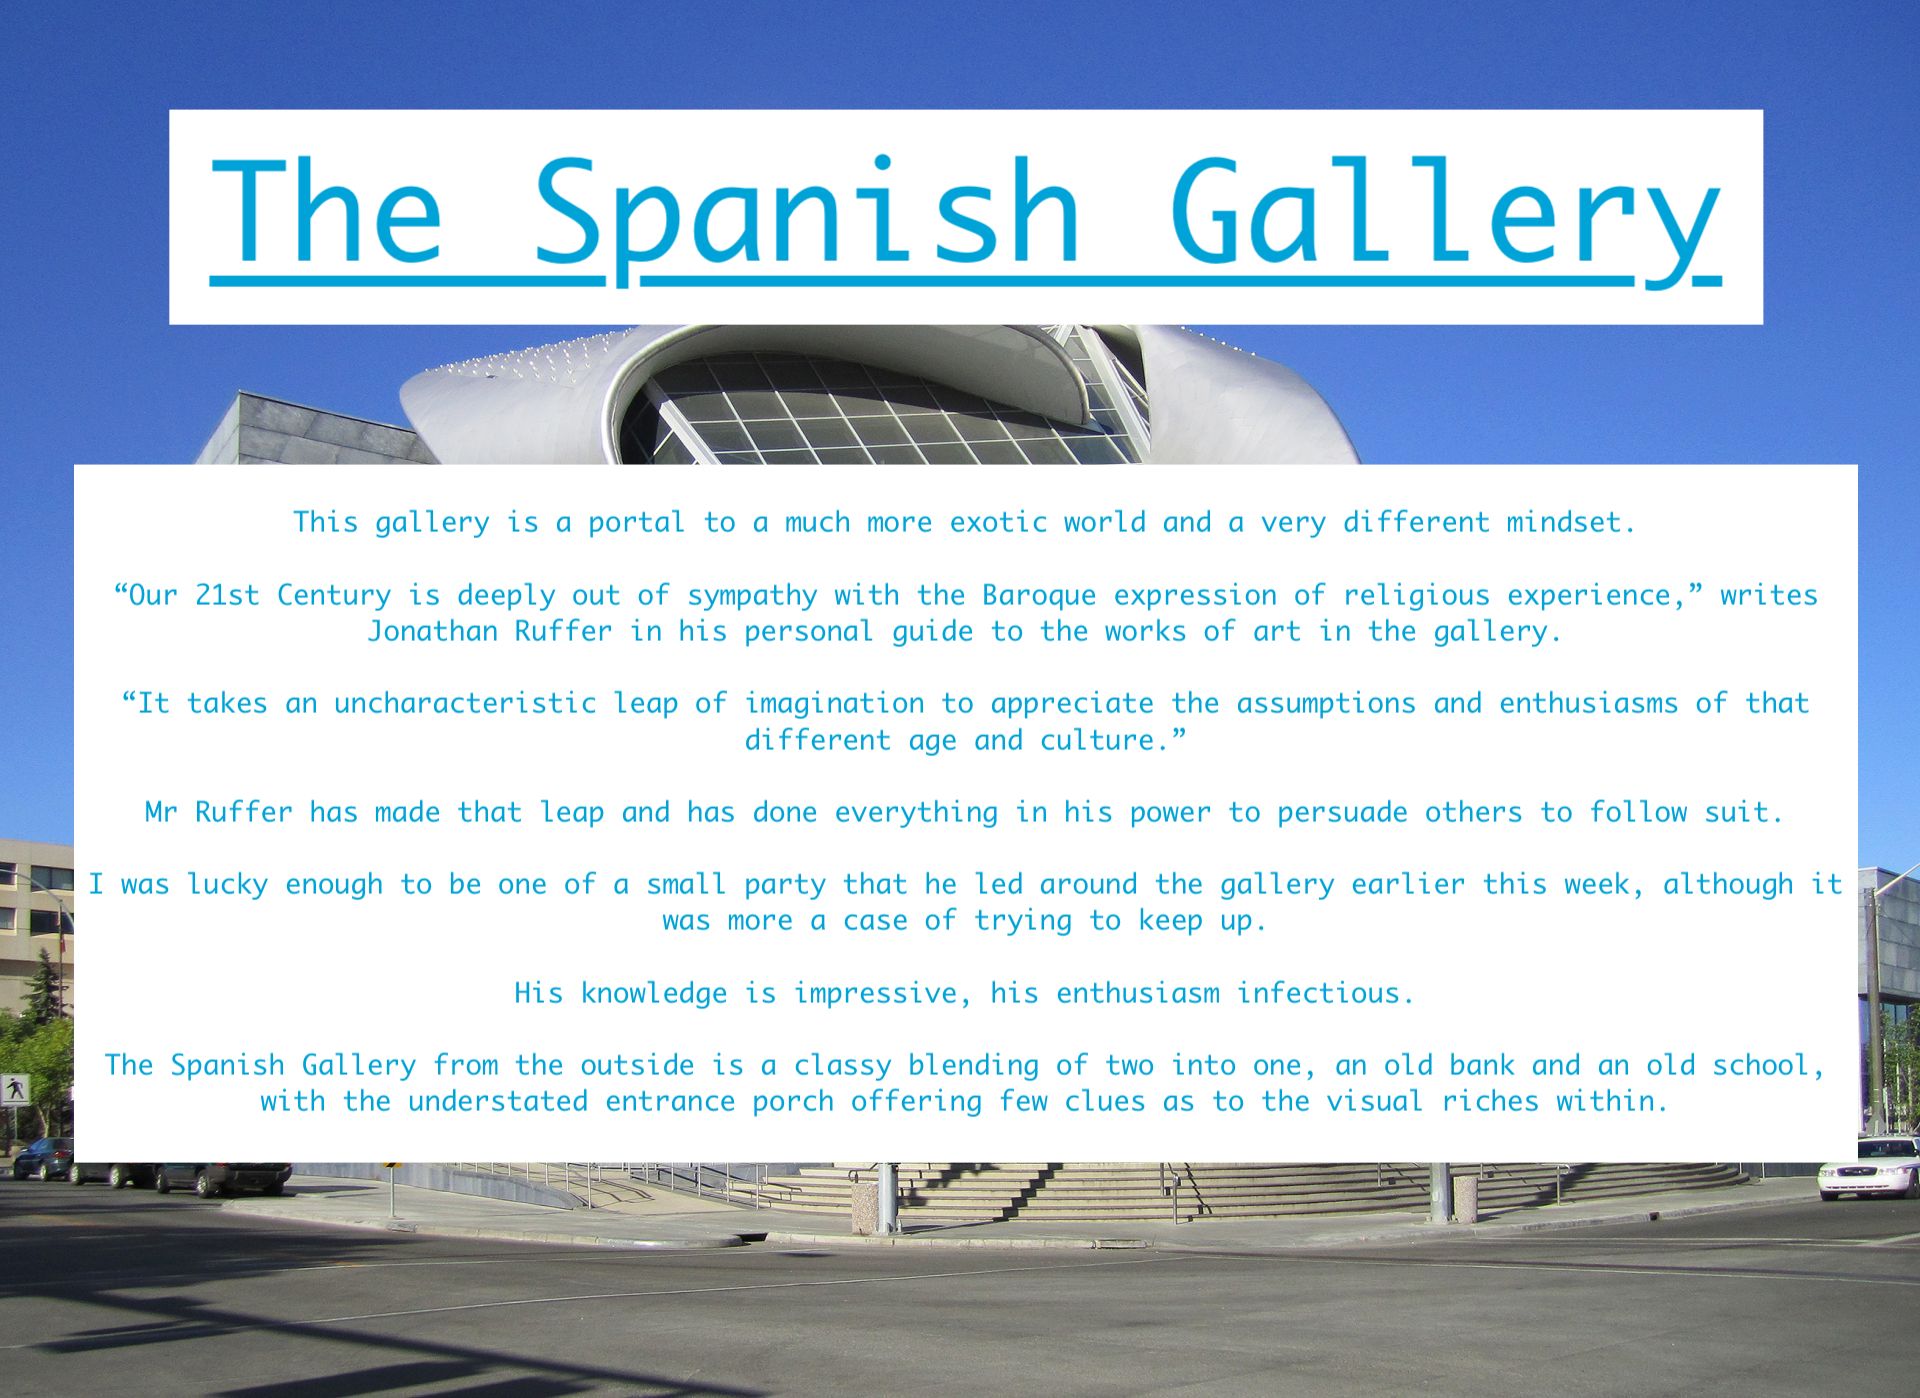 The Spanish Gallery
This gallery is a portal to a much more exotic world and a very different mindset.
“Our 21st Century is deeply out of sympathy with the Baroque expression of religious experience,” writes
Jonathan Ruffer in his personal guide to the works of art in the gallery.
“It takes an uncharacteristic leap of imagination to appreciate the assumptions and enthusiasms of that
different age and culture.”
Mr Ruffer has made that leap and has done everything in his power to persuade others to follow suit.
I was lucky enough to be one of a small party that he led around the gallery earlier this week, although it
was more a case of trying to keep up.
His knowledge is impressive, his enthusiasm infectious.
The Spanish Gallery from the outside is a classy blending of two into one, an old bank and an old school,
with the understated entrance porch offering few clues as to the visual riches within.